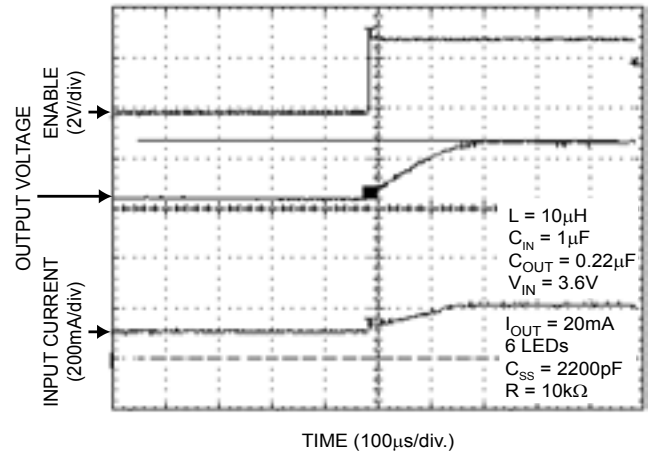 ENABLE
(2V/div)
OUTPUT VOLTAGE
INPUT CURRENT
(200mA/div)
L = 10μH
C_IN = 1μF
C_OUT = 0.22μF
V_IN = 3.6V
I_OUT = 20mA
6 LEDs
C_SS = 2200pF
R = 10kΩ
TIME (100μs/div.)